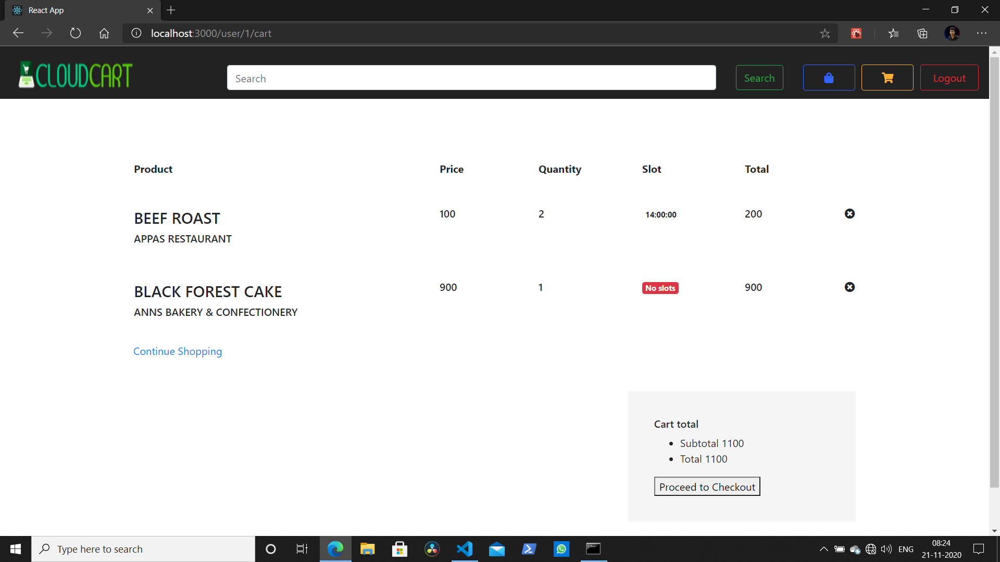 React App
localhost:3000/user/1/cart
CLOUDCART
Search
Search
Logout
Product Price Quantity Slot Total
BEEF ROAST 100 2 14:00:00 200
APPAS RESTAURANT
BLACK FOREST CAKE 900 1 No slots 900
ANNS BAKERY & CONFECTIONERY
Continue Shopping
Cart total
Subtotal 1100
Total 1100
Proceed to Checkout
Type here to search
ENG
08:24
21-11-2020